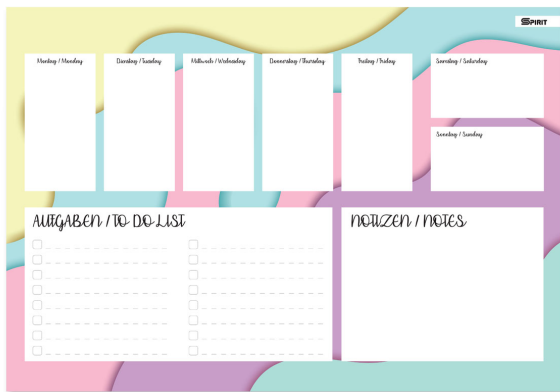 SPIRIT
Montag / Monday
Dienstag / Tuesday
Mittwoch / Wednesday
Donnerstag / Thursday
Freitag / Friday
Samstag / Saturday
Sonntag / Sunday
AUFGABEN / TO DO LIST
NOTIZEN / NOTES